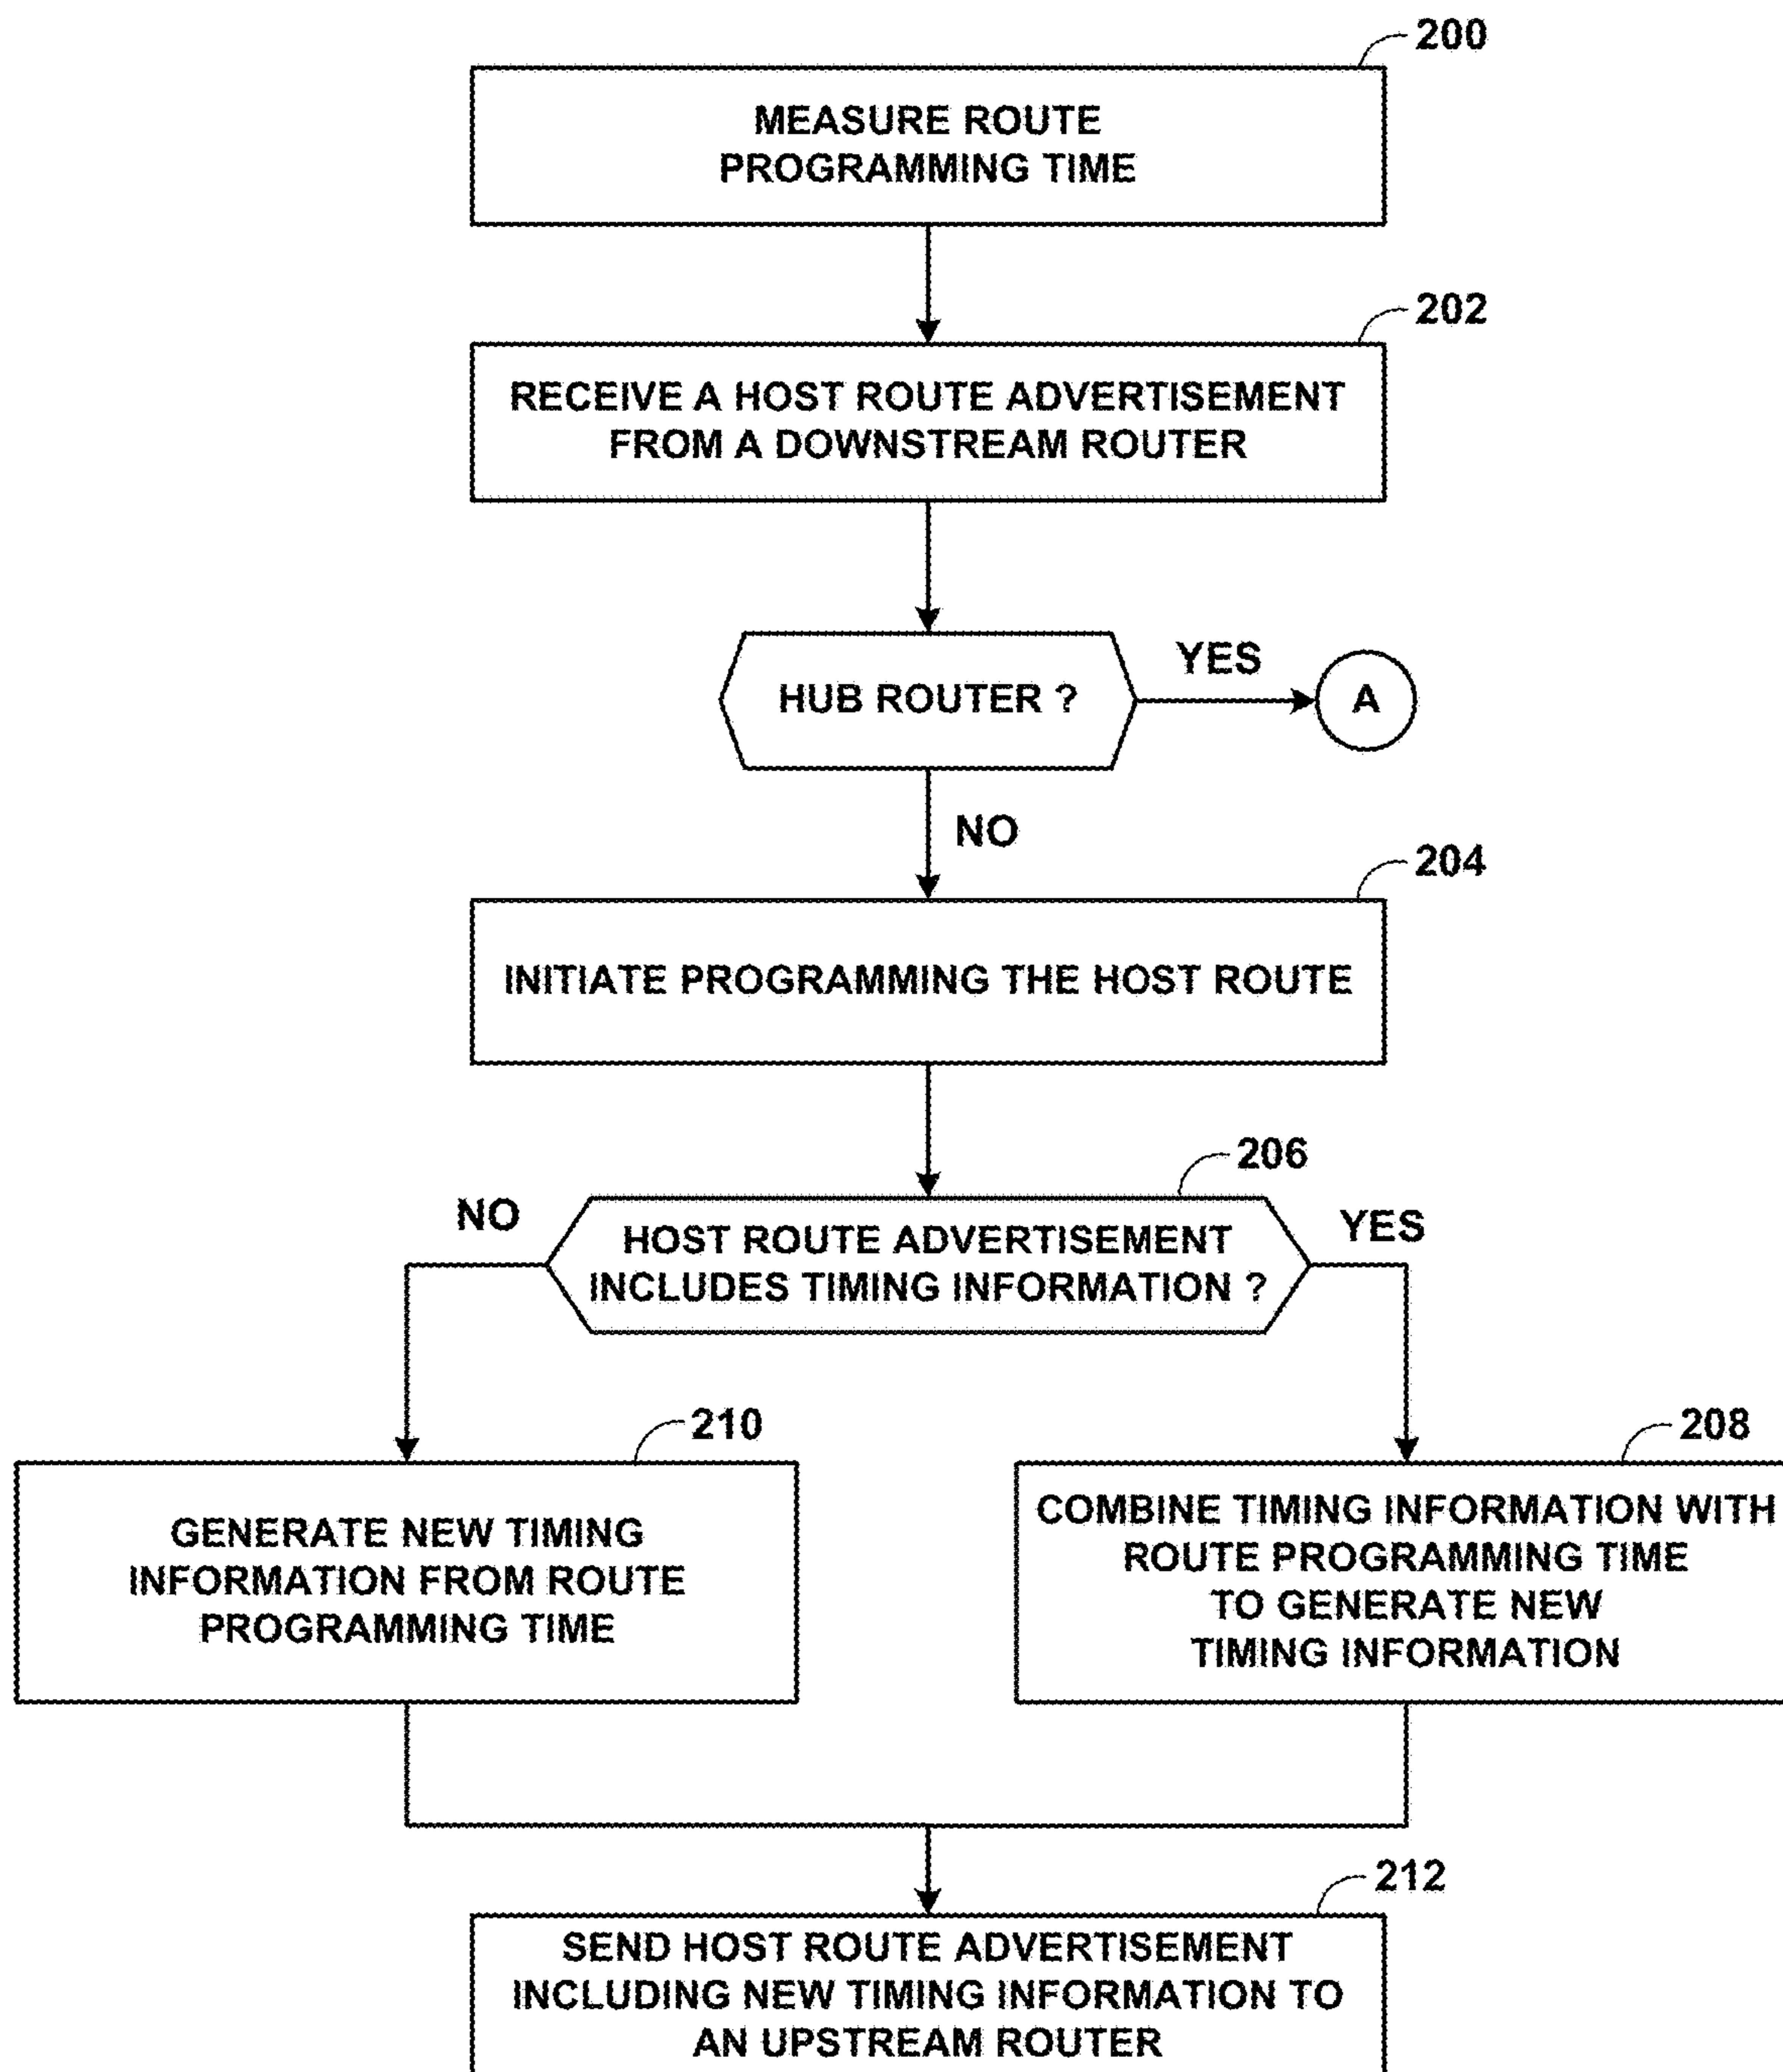 200
MEASURE ROUTE
PROGRAMMING TIME
202
RECEIVE A HOST ROUTE ADVERTISEMENT
FROM A DOWNSTREAM ROUTER
HUB ROUTER ?
YES
A
NO
204
INITIATE PROGRAMMING THE HOST ROUTE
206
NO
HOST ROUTE ADVERTISEMENT
INCLUDES TIMING INFORMATION ?
YES
210
GENERATE NEW TIMING
INFORMATION FROM ROUTE
PROGRAMMING TIME
208
COMBINE TIMING INFORMATION WITH
ROUTE PROGRAMMING TIME
TO GENERATE NEW
TIMING INFORMATION
212
SEND HOST ROUTE ADVERTISEMENT
INCLUDING NEW TIMING INFORMATION TO
AN UPSTREAM ROUTER